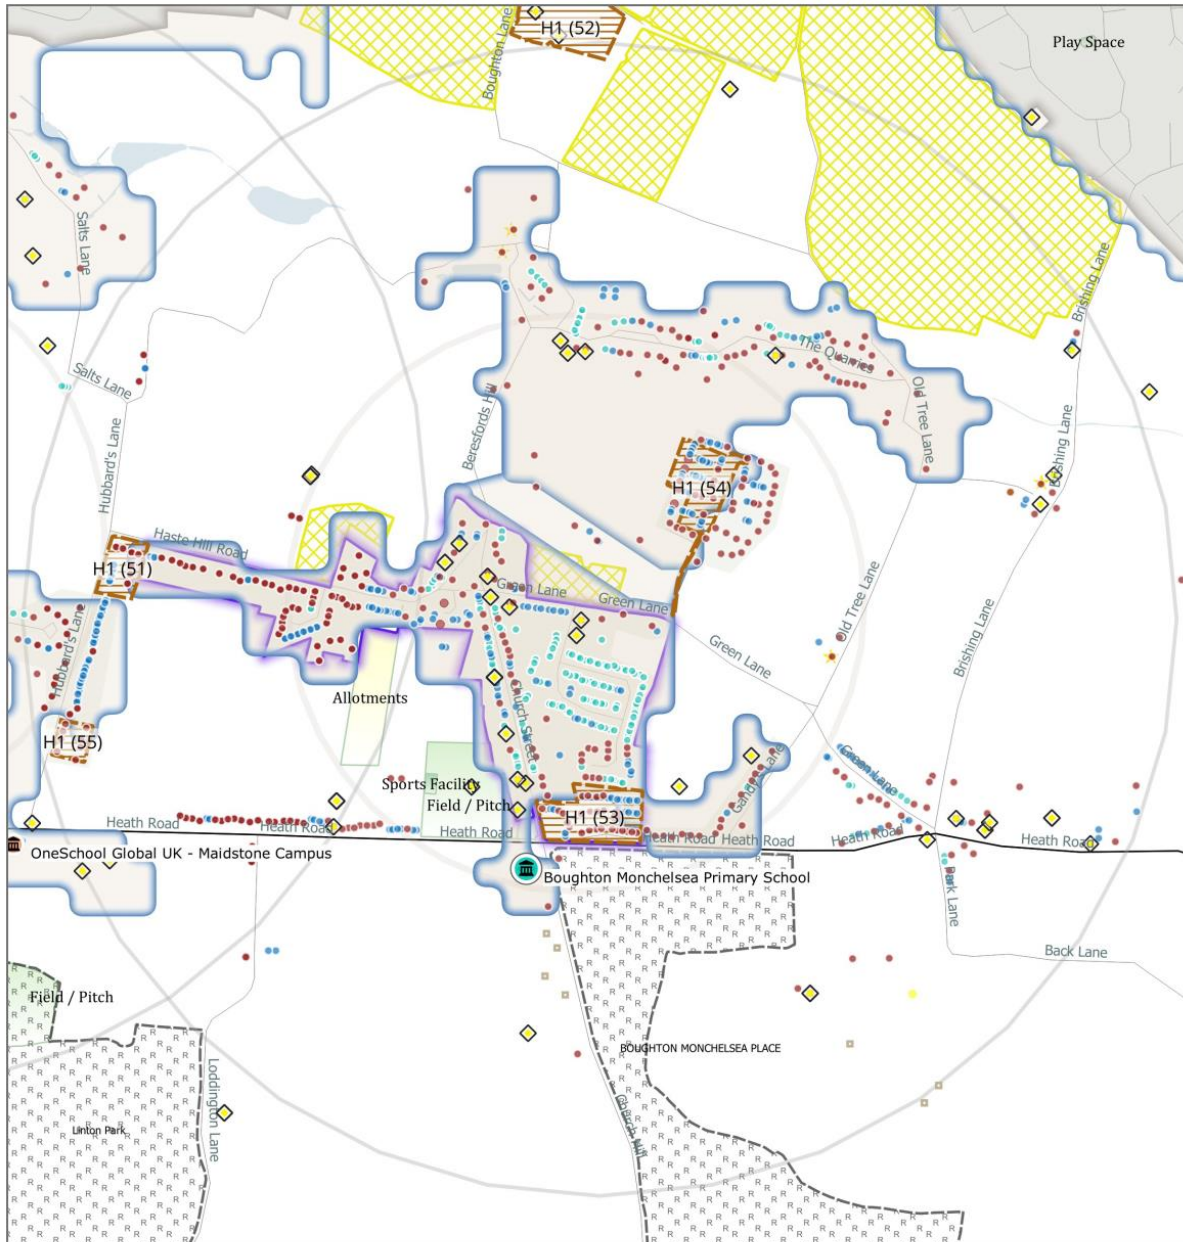 H1 (52)
Boughton Lane
Play Space
Salts Lane
Brishing Lane
The Quarries
Salts Lane
Beresfords Hill
Old Tree Lane
Hubbard's Lane
Brishing Lane
H1 (54)
Haste Hill Road
H1 (51)
Green Lane
Green Lane
Old Tree Lane
Green Lane
Brishing Lane
Hubbard's Lane
Allotments
Church Street
H1 (55)
Green Lane
Gandy's Lane
Sports Facility
Field / Pitch
H1 (53)
Heath Road
Heath Road
Heath Road
Heath Road
Heath Road
Heath Road
Heath Road
OneSchool Global UK - Maidstone Campus
Boughton Monchelsea Primary School
Park Lane
Back Lane
Field / Pitch
BOUGHTON MONCHELSEA PLACE
Loddington Lane
Linton Park
Church Hill